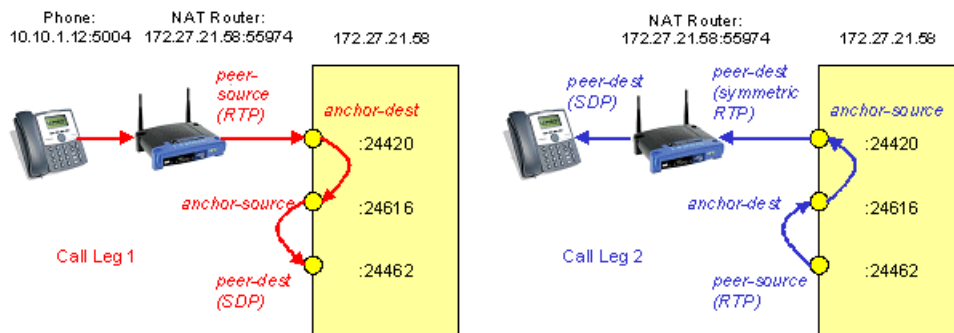 Phone:
10.10.1.12:5004
NAT Router:
172.27.21.58:55974
172.27.21.58
peer-
source
(RTP)
anchor-dest
:24420
anchor-source
:24616
Call Leg 1
peer-dest
(SDP)
:24462
NAT Router:
172.27.21.58:55974
172.27.21.58
peer-dest
(SDP)
peer-dest
(symmetric
RTP)
anchor-source
:24420
anchor-dest
:24616
Call Leg 2
peer-source
(RTP)
:24462